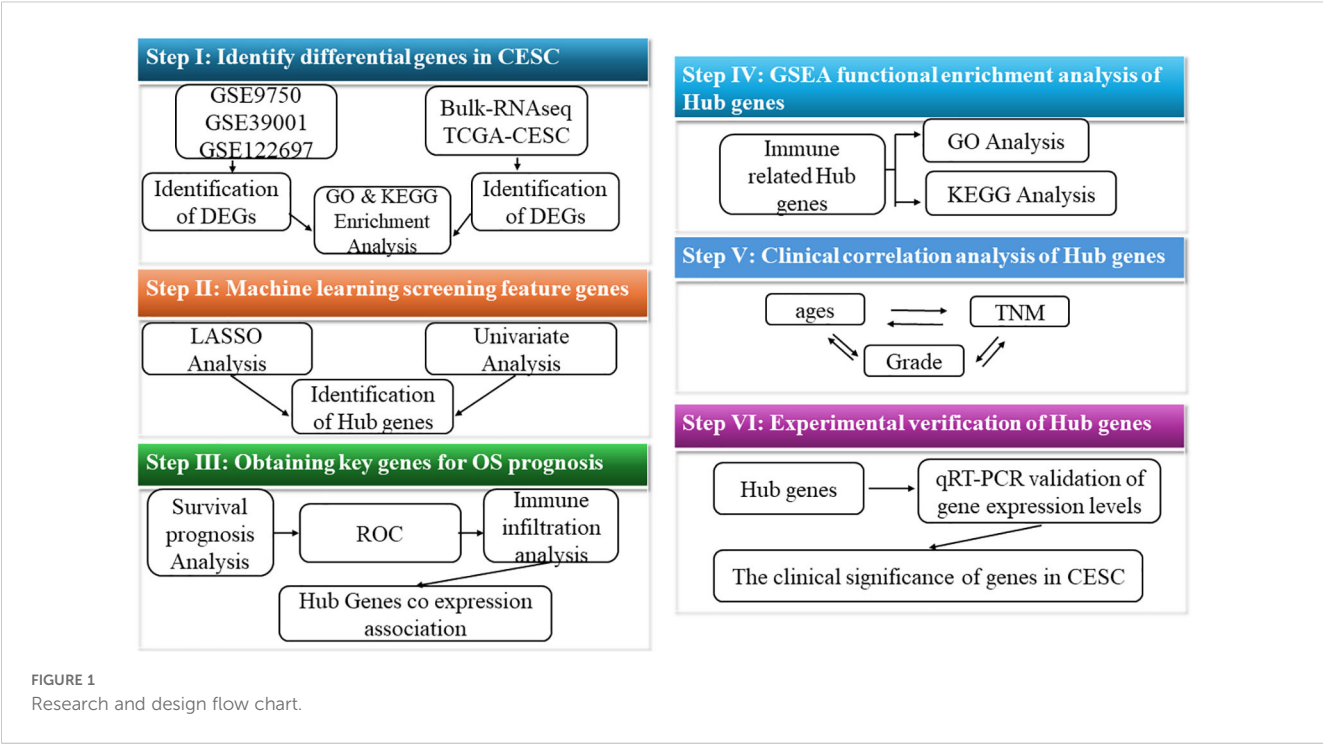 Step I: Identify differential genes in CESC
GSE9750
GSE39001
GSE122697
Bulk-RNAseq
TCGA-CESC
Identification
of DEGs
GO & KEGG
Enrichment
Analysis
Identification
of DEGs
Step II: Machine learning screening feature genes
LASSO
Analysis
Univariate
Analysis
Identification
of Hub genes
Step III: Obtaining key genes for OS prognosis
Survival
prognosis
Analysis
ROC
Immune
infiltration
analysis
Hub Genes co expression
association
Step IV: GSEA functional enrichment analysis of
Hub genes
Immune
related Hub
genes
GO Analysis
KEGG Analysis
Step V: Clinical correlation analysis of Hub genes
ages
TNM
Grade
Step VI: Experimental verification of Hub genes
Hub genes
qRT-PCR validation of
gene expression levels
The clinical significance of genes in CESC
FIGURE 1
Research and design flow chart.